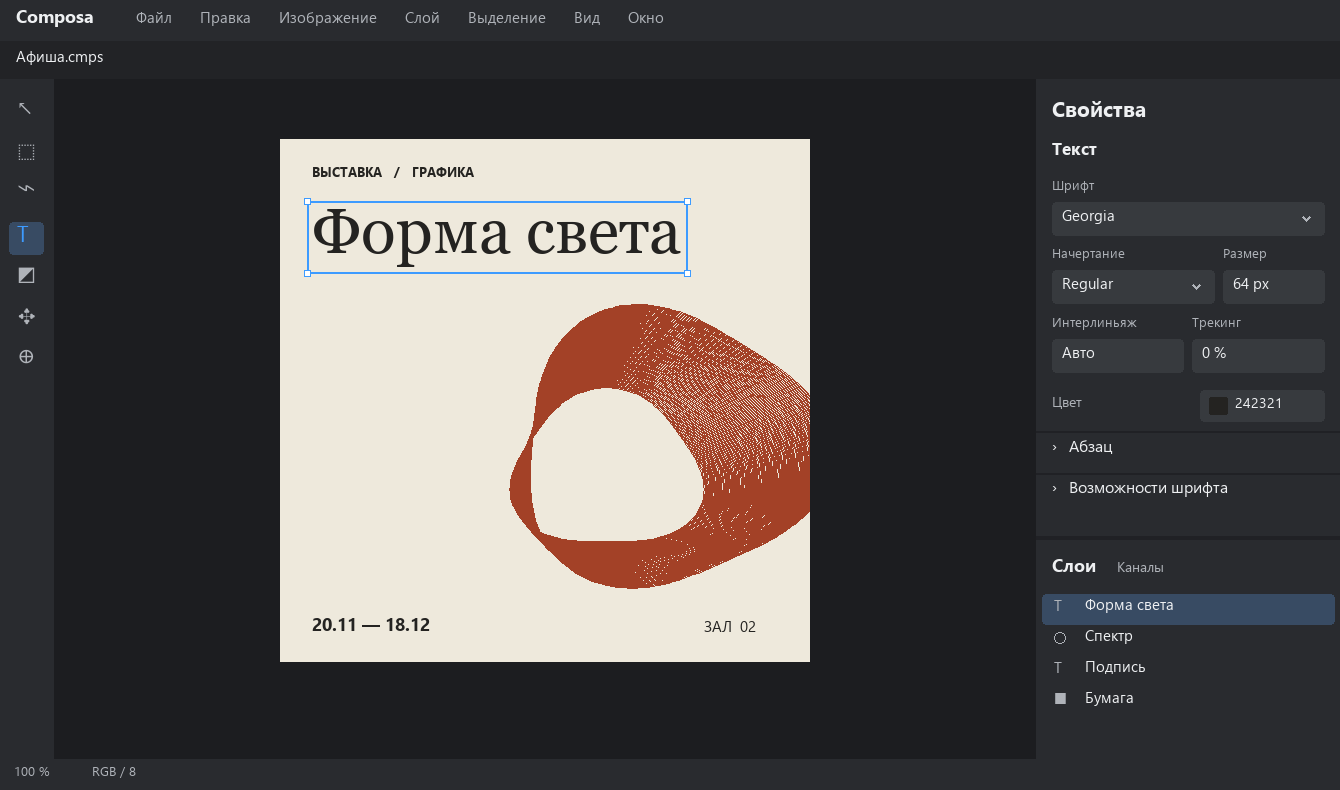 Composa Файл Правка Изображение Слой Выделение Вид Окно
Афиша.cmps
T
ВЫСТАВКА / ГРАФИКА
Форма света
20.11 — 18.12
ЗАЛ 02
Свойства
Текст
Шрифт
Georgia
Начертание Размер
Regular 64 px
Интерлиньяж Трекинг
Авто 0 %
Цвет 242321
› Абзац
› Возможности шрифта
Слои Каналы
T Форма света
Спектр
T Подпись
Бумага
100 % RGB / 8